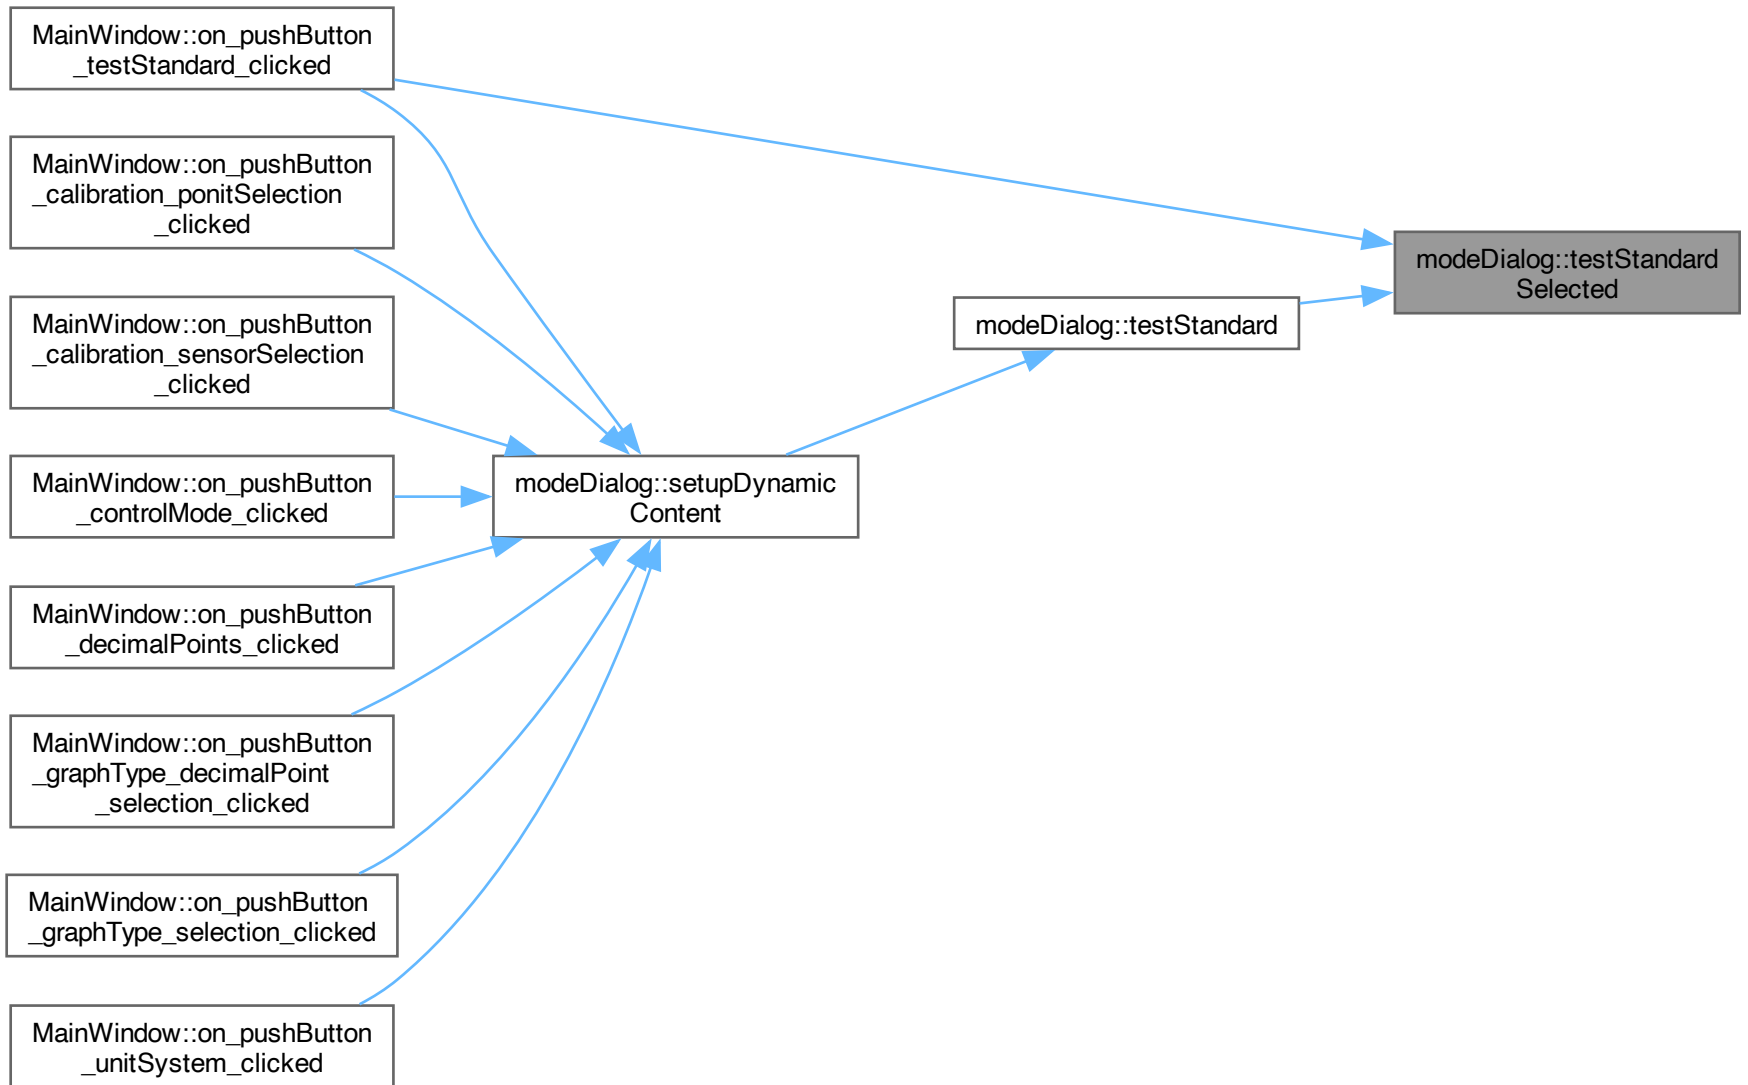 MainWindow::on_pushButton
_testStandard_clicked
MainWindow::on_pushButton
_calibration_ponitSelection
_clicked
MainWindow::on_pushButton
_calibration_sensorSelection
_clicked
MainWindow::on_pushButton
_controlMode_clicked
MainWindow::on_pushButton
_decimalPoints_clicked
MainWindow::on_pushButton
_graphType_decimalPoint
_selection_clicked
MainWindow::on_pushButton
_graphType_selection_clicked
MainWindow::on_pushButton
_unitSystem_clicked
modeDialog::setupDynamic
Content
modeDialog::testStandard
modeDialog::testStandard
Selected